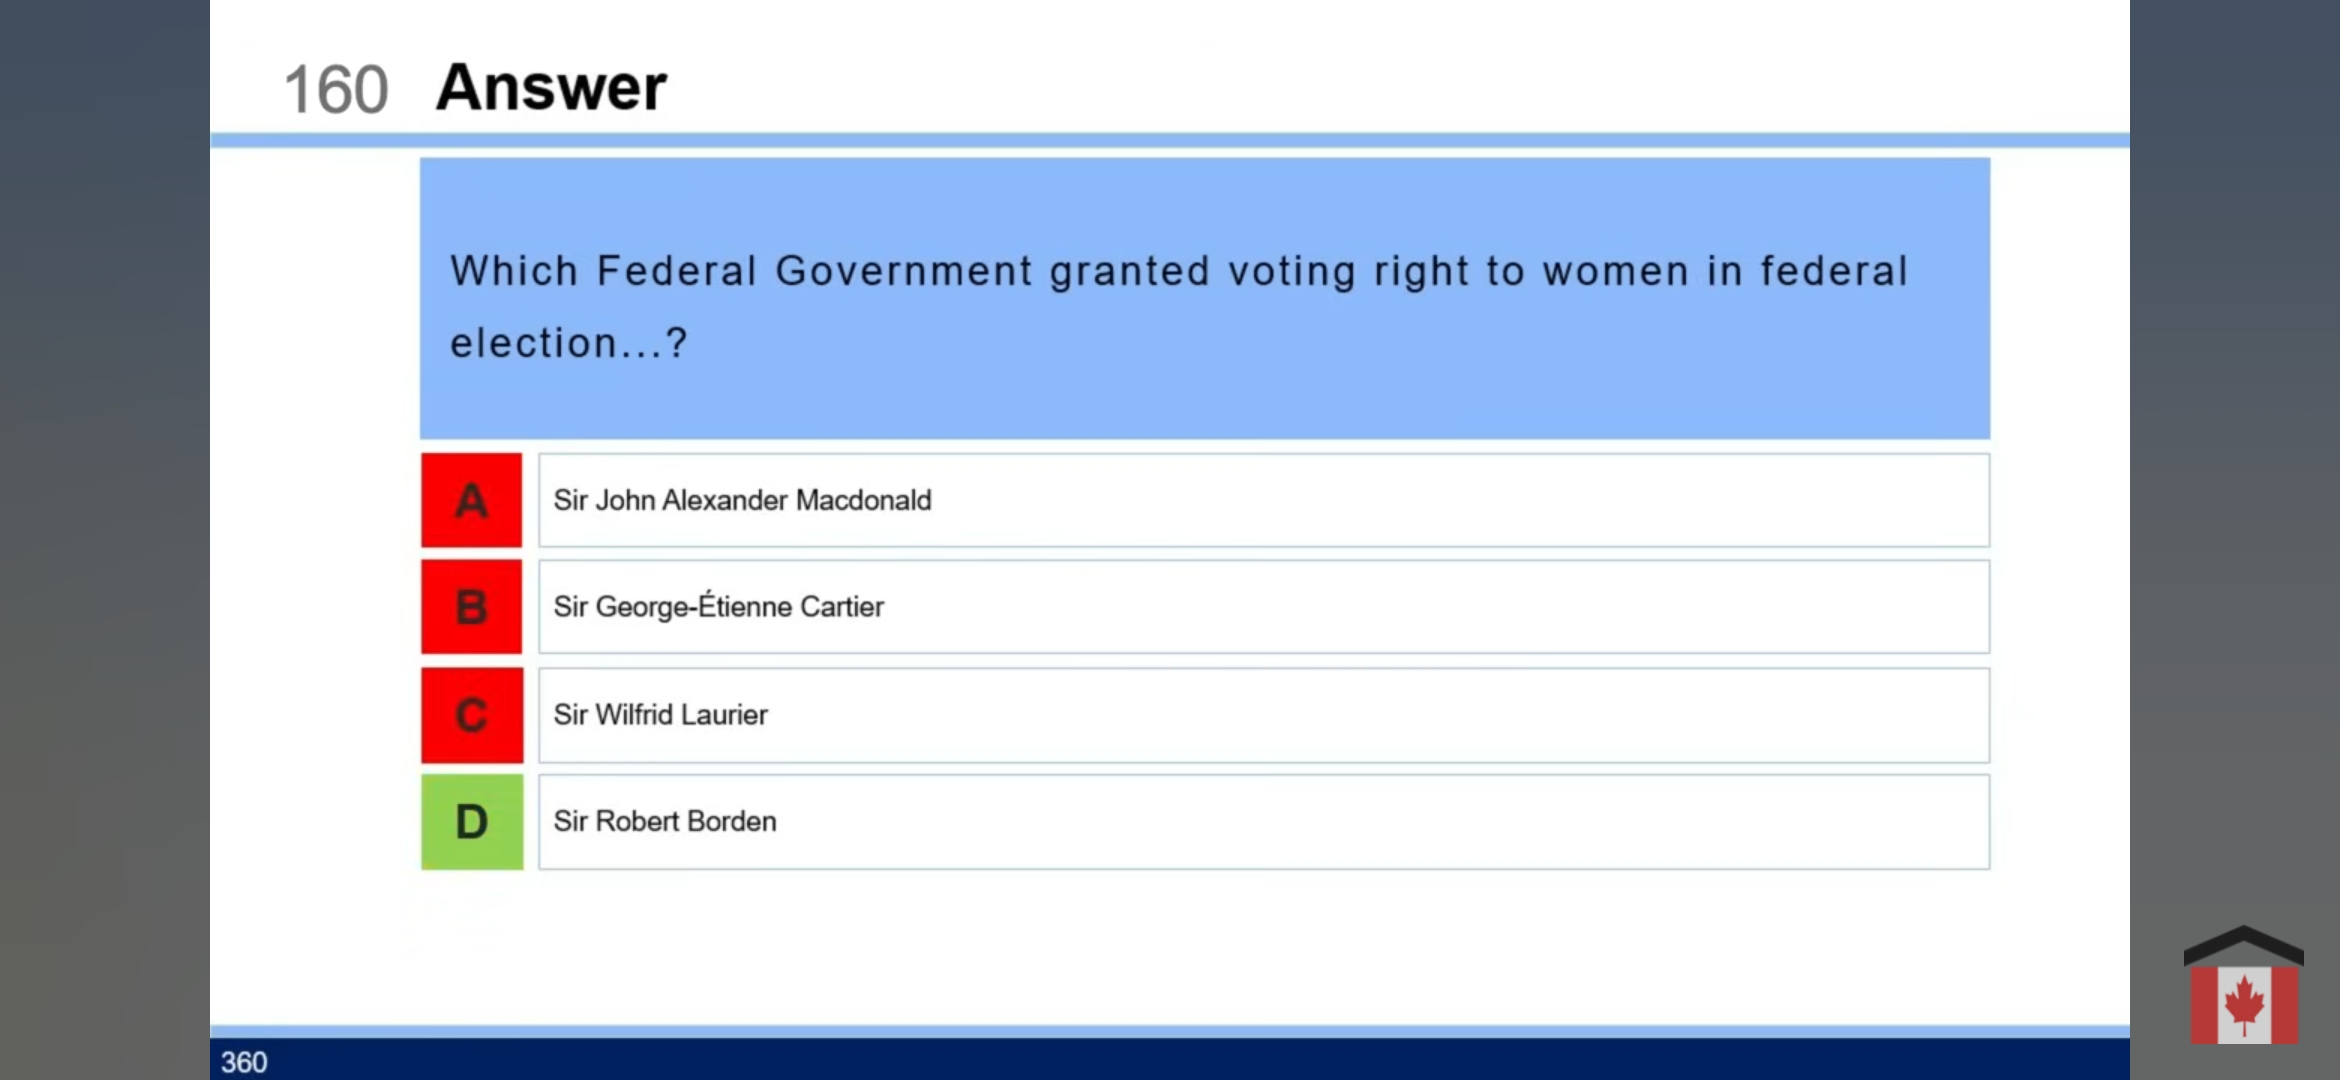 160 Answer
Which Federal Government granted voting right to women in federal
election...?
A Sir John Alexander Macdonald
B Sir George-Étienne Cartier
C Sir Wilfrid Laurier
D Sir Robert Borden
360